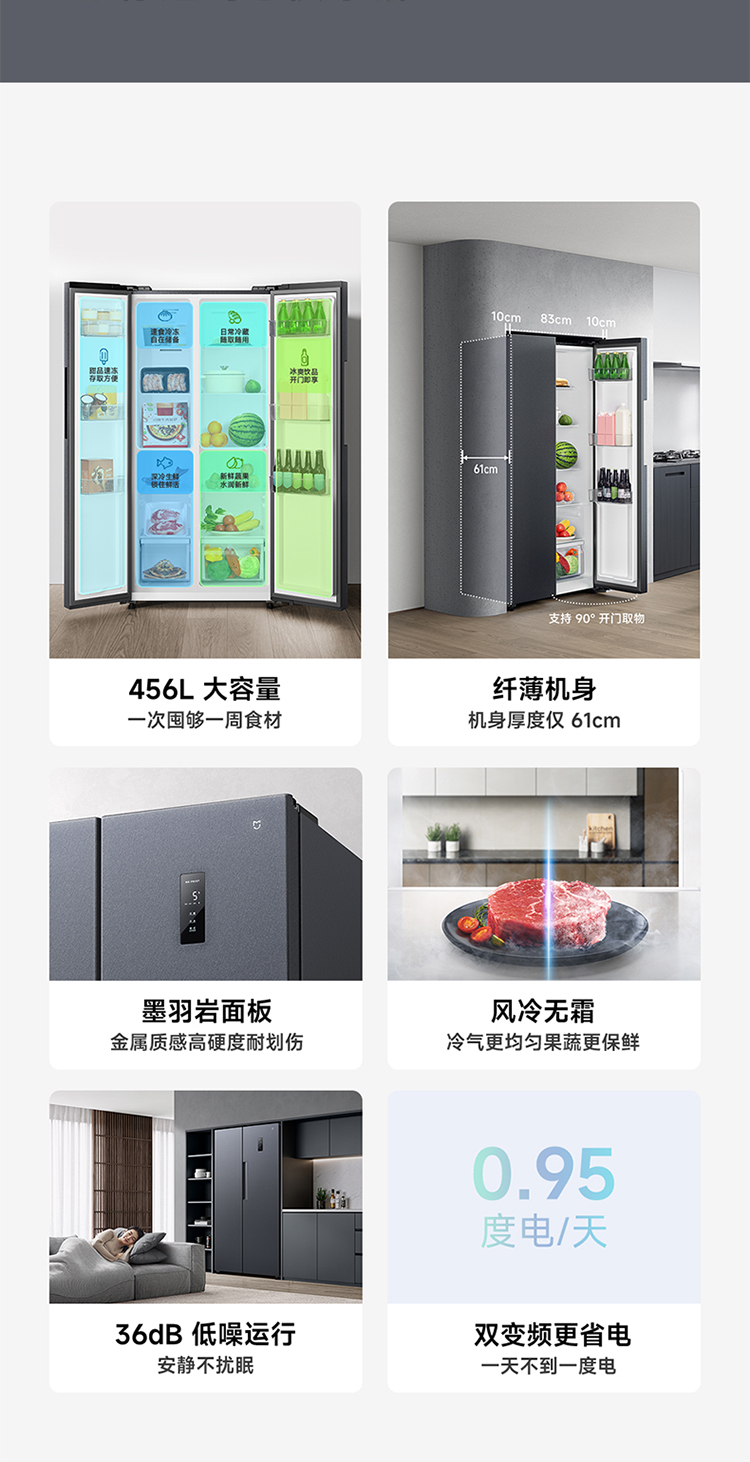 速食冷冻
自在储备
日常冷藏
随取随用
甜品速冻
存取方便
冰爽饮品
开门即享
深冷生鲜
锁住鲜活
新鲜蔬果
水润新鲜
456L 大容量
一次囤够一周食材
10cm 83cm 10cm
61cm
支持 90° 开门取物
纤薄机身
机身厚度仅 61cm
5
墨羽岩面板
金属质感高硬度耐划伤
kitchen
风冷无霜
冷气更均匀果蔬更保鲜
36dB 低噪运行
安静不扰眠
0.95
度电/天
双变频更省电
一天不到一度电